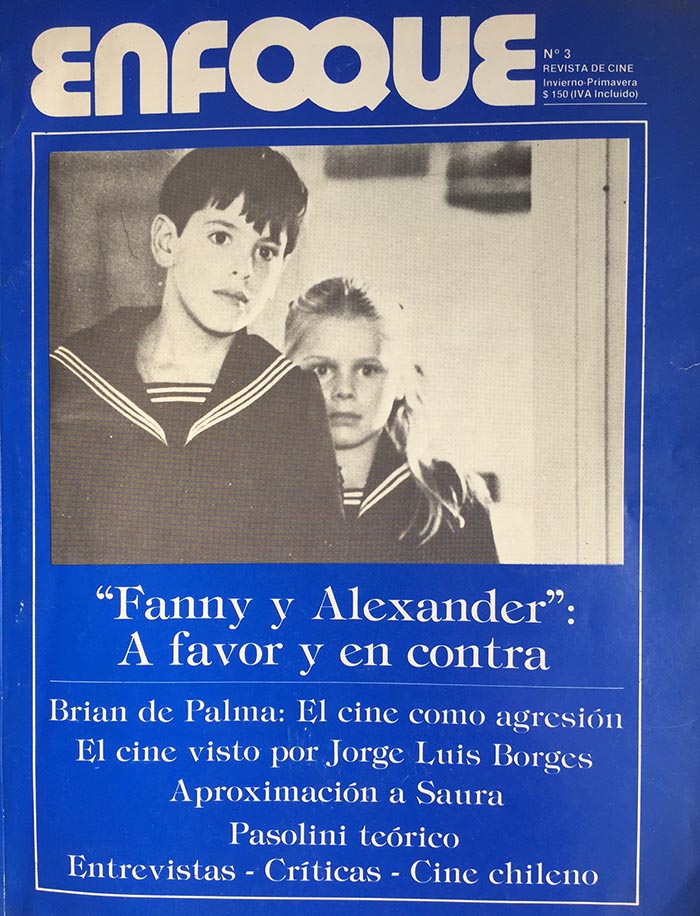 ENFOQUE
Nº 3
REVISTA DE CINE
Invierno-Primavera
$ 150 (IVA Incluido)
“Fanny y Alexander”:
A favor y en contra
Brian de Palma: El cine como agresión
El cine visto por Jorge Luis Borges
Aproximación a Saura
Pasolini teórico
Entrevistas - Críticas - Cine chileno